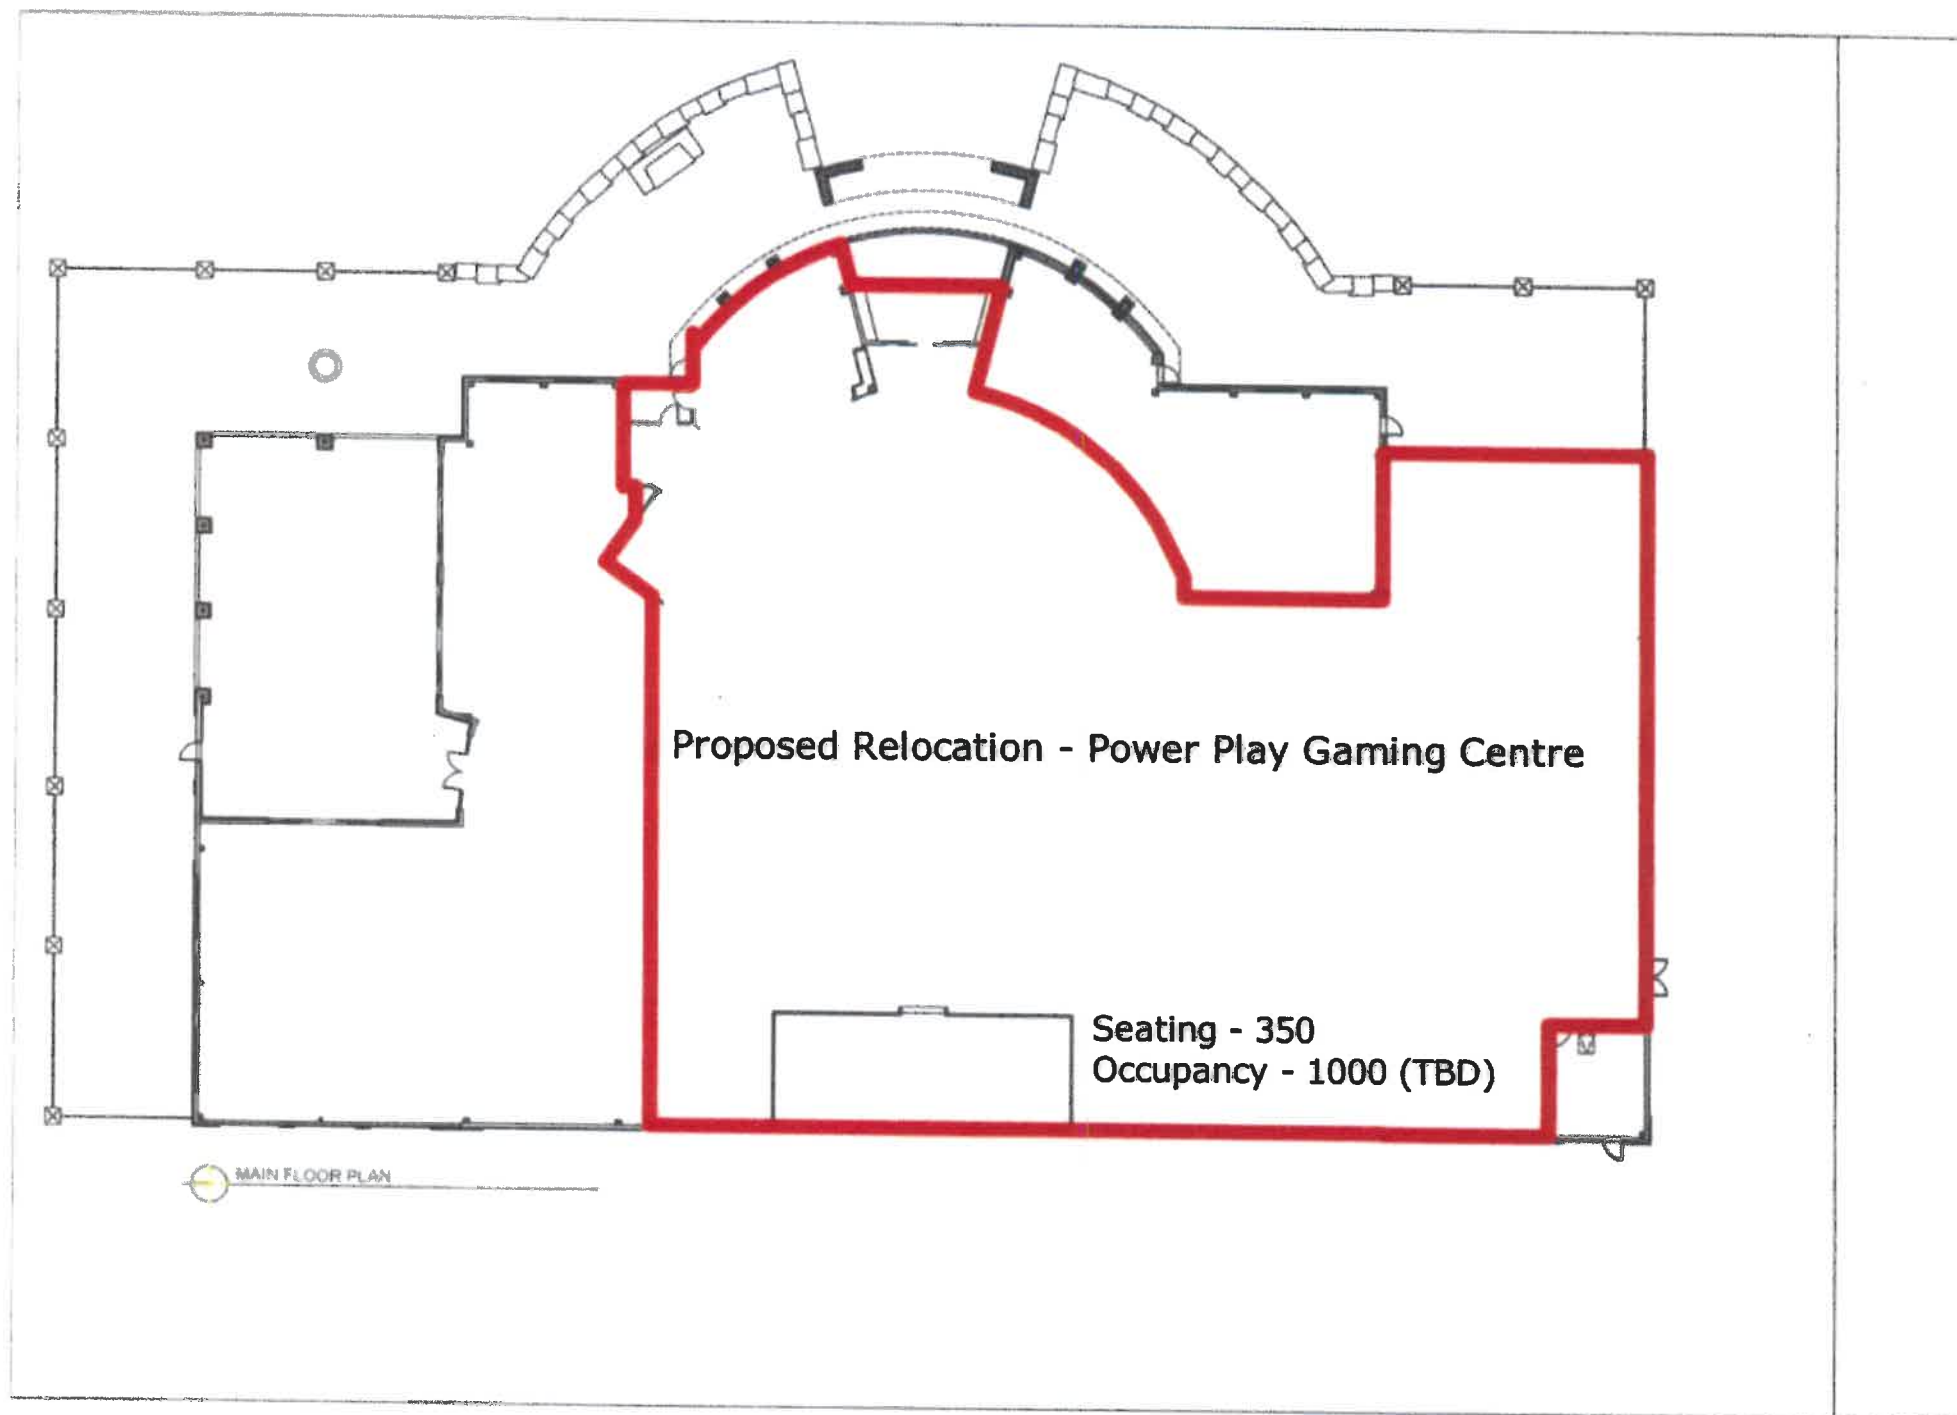 Proposed Relocation - Power Play Gaming Centre
Seating - 350
Occupancy - 1000 (TBD)
MAIN FLOOR PLAN